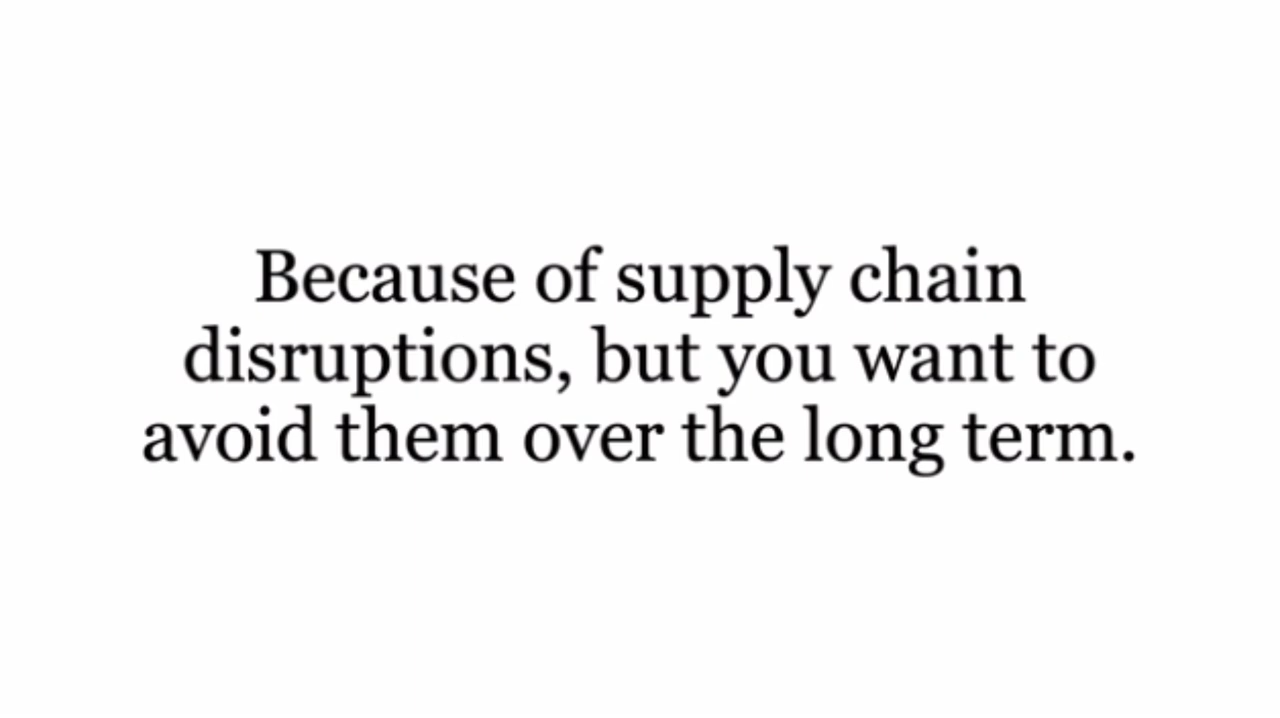 Because of supply chain
disruptions, but you want to
avoid them over the long term.